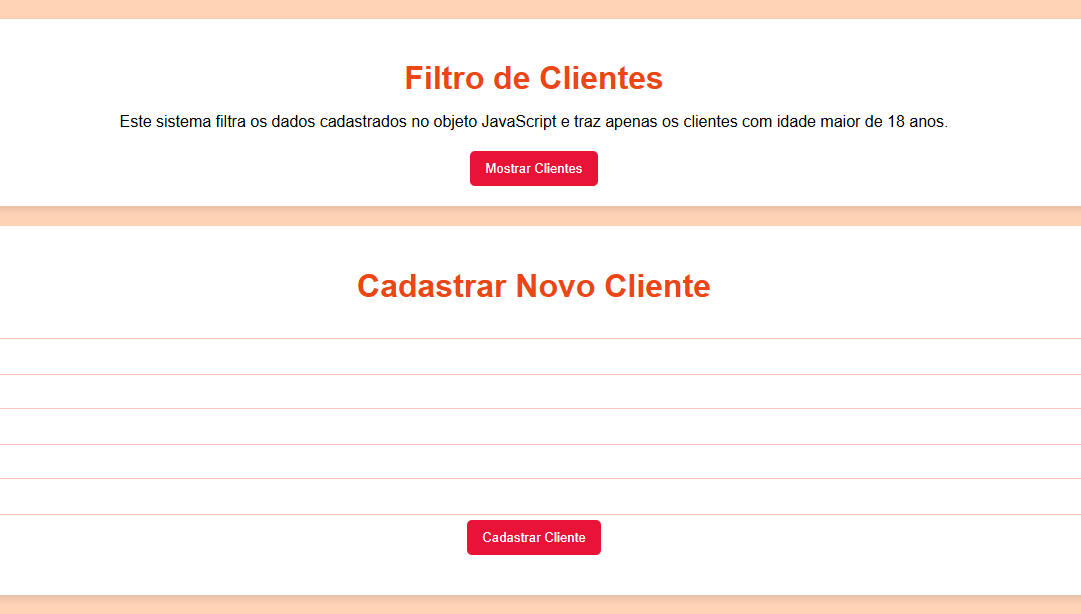 Filtro de Clientes
Este sistema filtra os dados cadastrados no objeto JavaScript e traz apenas os clientes com idade maior de 18 anos.
Mostrar Clientes
Cadastrar Novo Cliente
Cadastrar Cliente